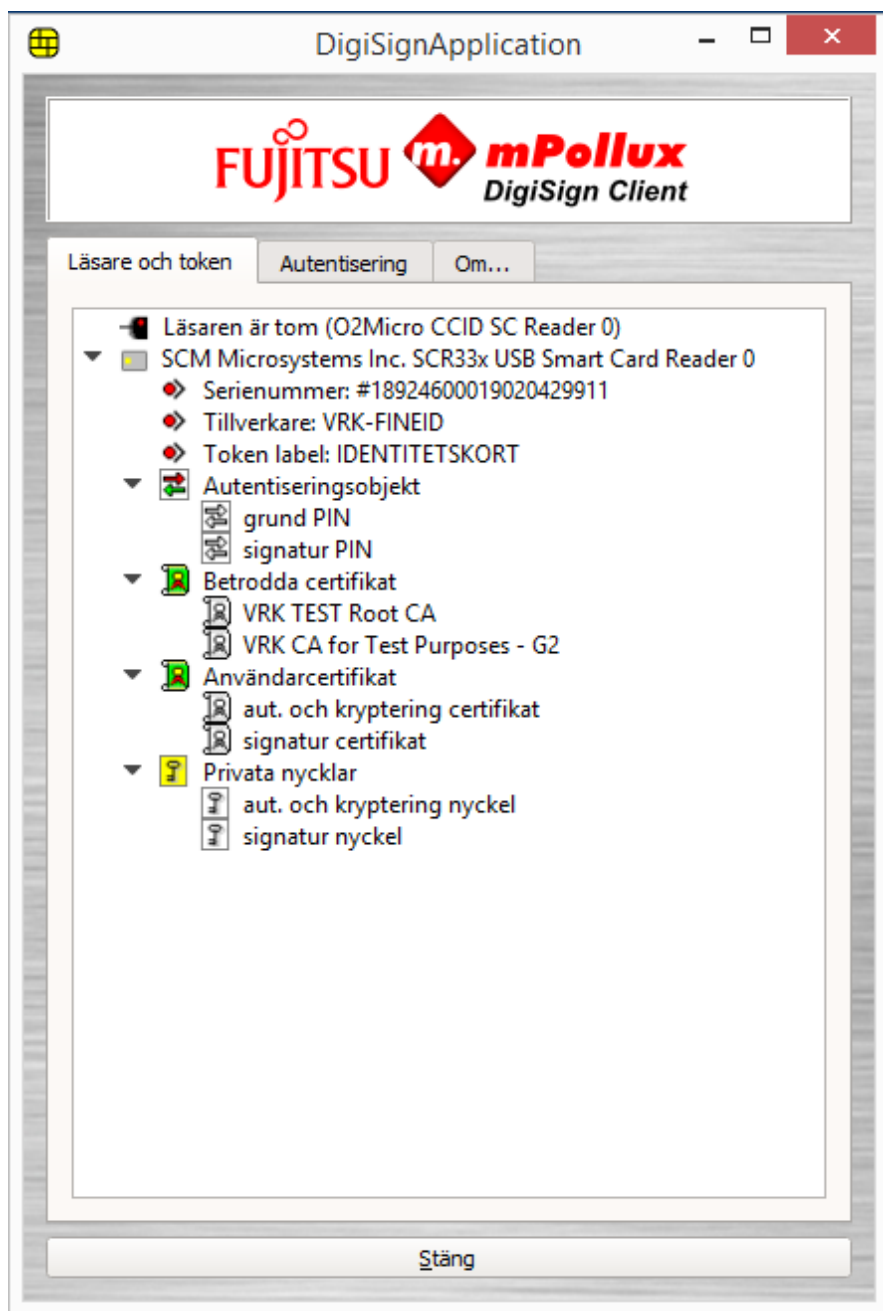 DigiSignApplication
FUJITSU m. mPollux
DigiSign Client
Läsare och token Autentisering Om...
Läsaren är tom (O2Micro CCID SC Reader 0)
SCM Microsystems Inc. SCR33x USB Smart Card Reader 0
Serienummer: #18924600019020429911
Tillverkare: VRK-FINEID
Token label: IDENTITETSKORT
Autentiseringsobjekt
grund PIN
signatur PIN
Betrodda certifikat
VRK TEST Root CA
VRK CA for Test Purposes - G2
Användarcertifikat
aut. och kryptering certifikat
signatur certifikat
Privata nycklar
aut. och kryptering nyckel
signatur nyckel
Stäng